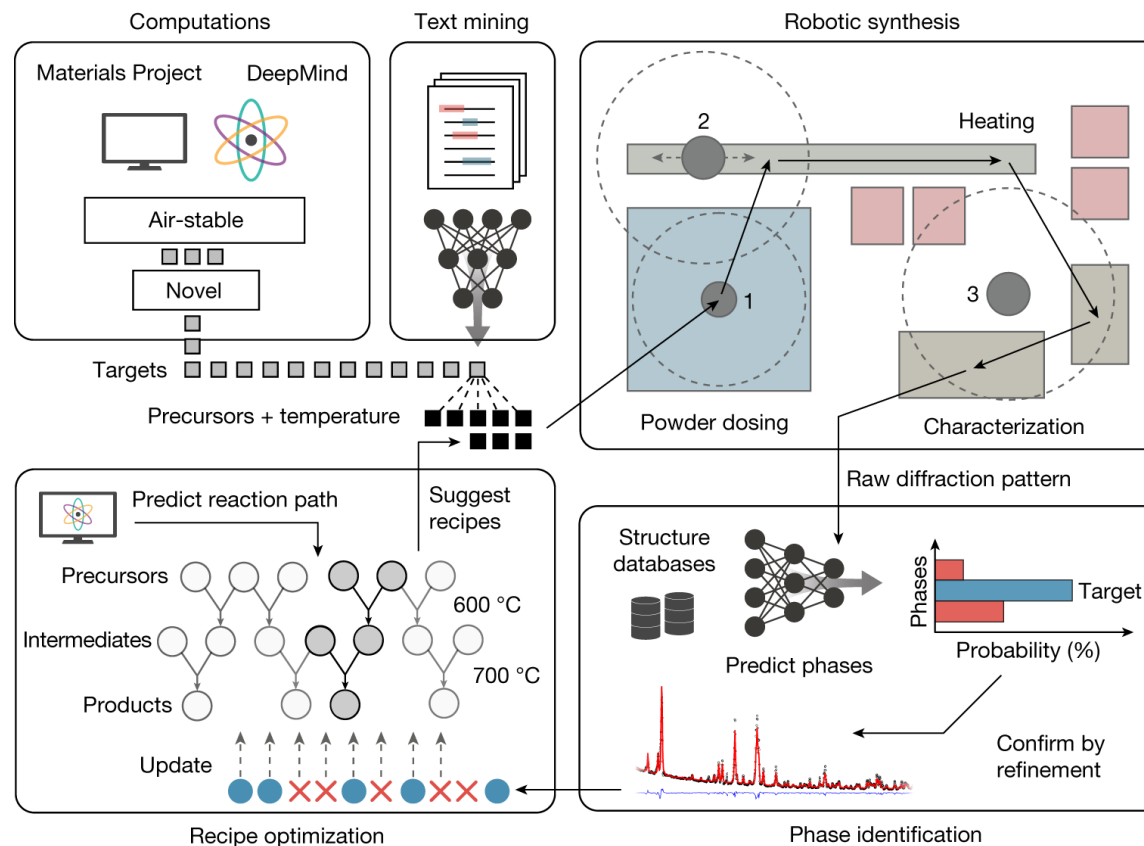 Computations
Text mining
Robotic synthesis
Materials Project
DeepMind
Air-stable
Novel
Targets
Precursors + temperature
2
Heating
1
3
Powder dosing
Characterization
Raw diffraction pattern
Predict reaction path
Suggest
recipes
Precursors
600 °C
Intermediates
700 °C
Products
Update
Recipe optimization
Structure
databases
Predict phases
Phases
Target
Probability (%)
Confirm by
refinement
Phase identification